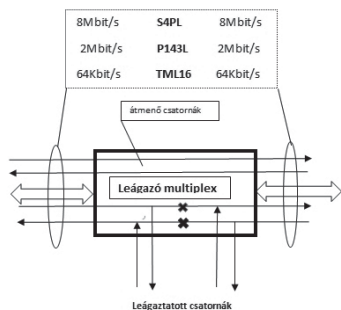 8Mbit/s S4PL 8Mbit/s
2Mbit/s P143L 2Mbit/s
64Kbit/s TML16 64Kbit/s
átmenő csatornák
Leágazó multiplex
Leágaztatott csatornák